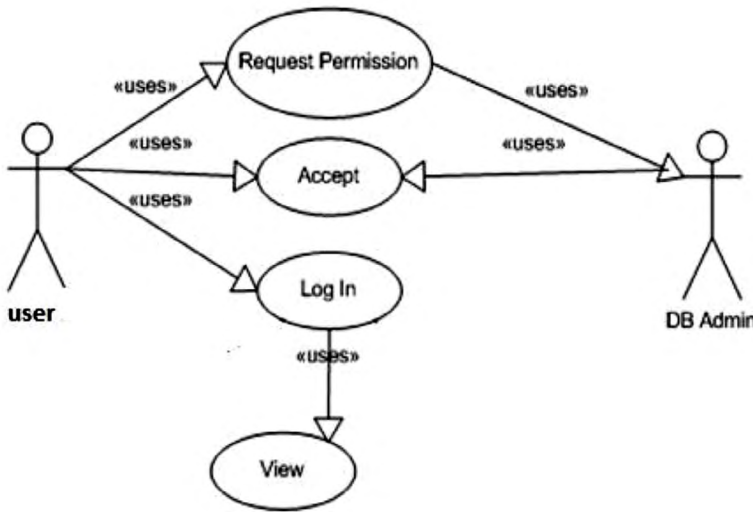 Request Permission
«uses»
«uses»
«uses»
«uses»
Accept
«uses»
Log In
user
DB Admin
«uses»
View